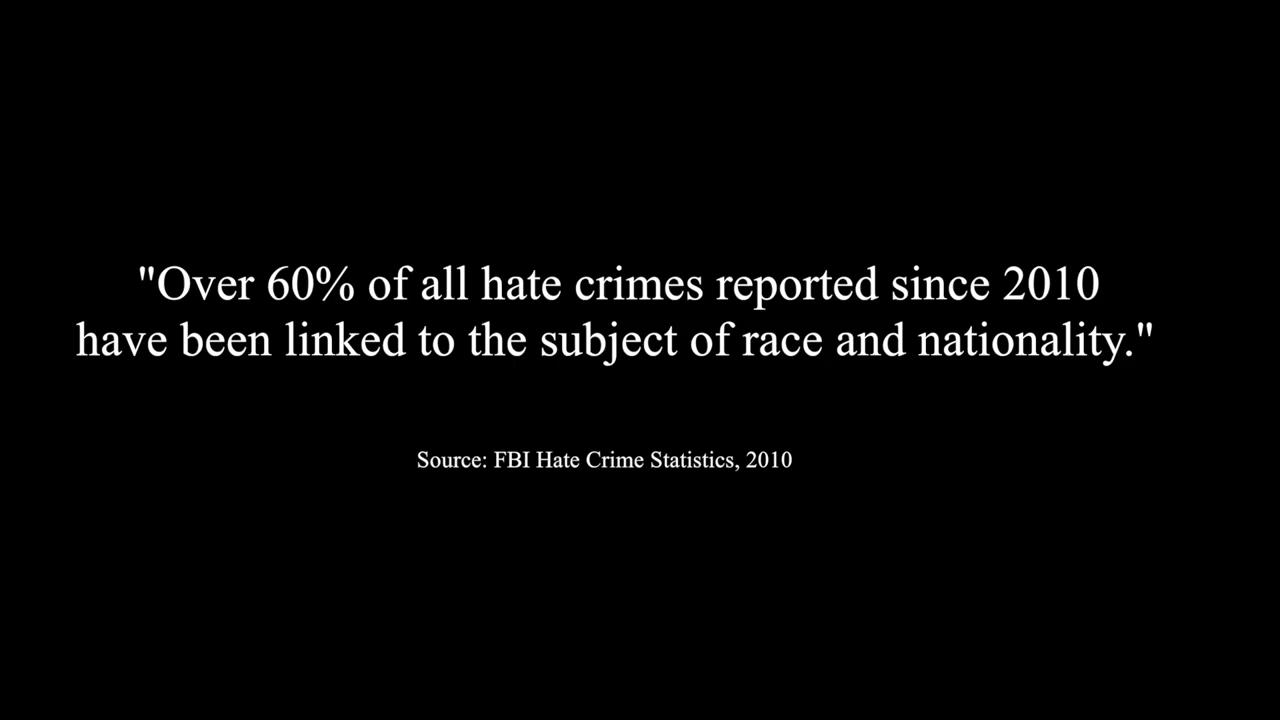 "Over 60% of all hate crimes reported since 2010
have been linked to the subject of race and nationality."
Source: FBI Hate Crime Statistics, 2010